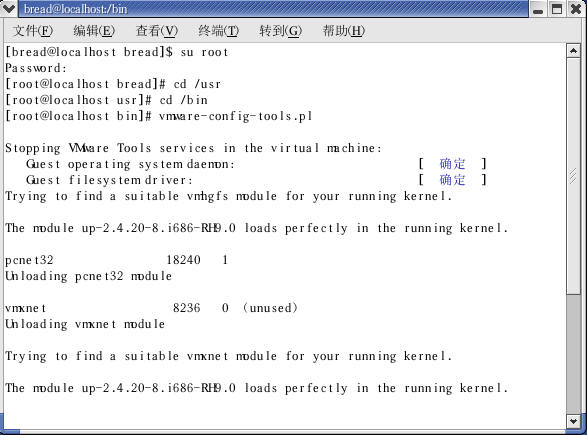 bread@localhost:/bin
文件(F) 编辑(E) 查看(V) 终端(T) 转到(G) 帮助(H)
[bread@localhost bread]$ su root
Password:
[root@localhost bread]# cd /usr
[root@localhost usr]# cd /bin
[root@localhost bin]# vmware-config-tools.pl
Stopping VMware Tools services in the virtual machine:
Guest operating system daemon: [ 确定 ]
Guest filesystem driver: [ 确定 ]
Trying to find a suitable vmhgfs module for your running kernel.
The module up-2.4.20-8.i686-RH9.0 loads perfectly in the running kernel.
pcnet32 18240 1
Unloading pcnet32 module
vmxnet 8236 0 (unused)
Unloading vmxnet module
Trying to find a suitable vmxnet module for your running kernel.
The module up-2.4.20-8.i686-RH9.0 loads perfectly in the running kernel.